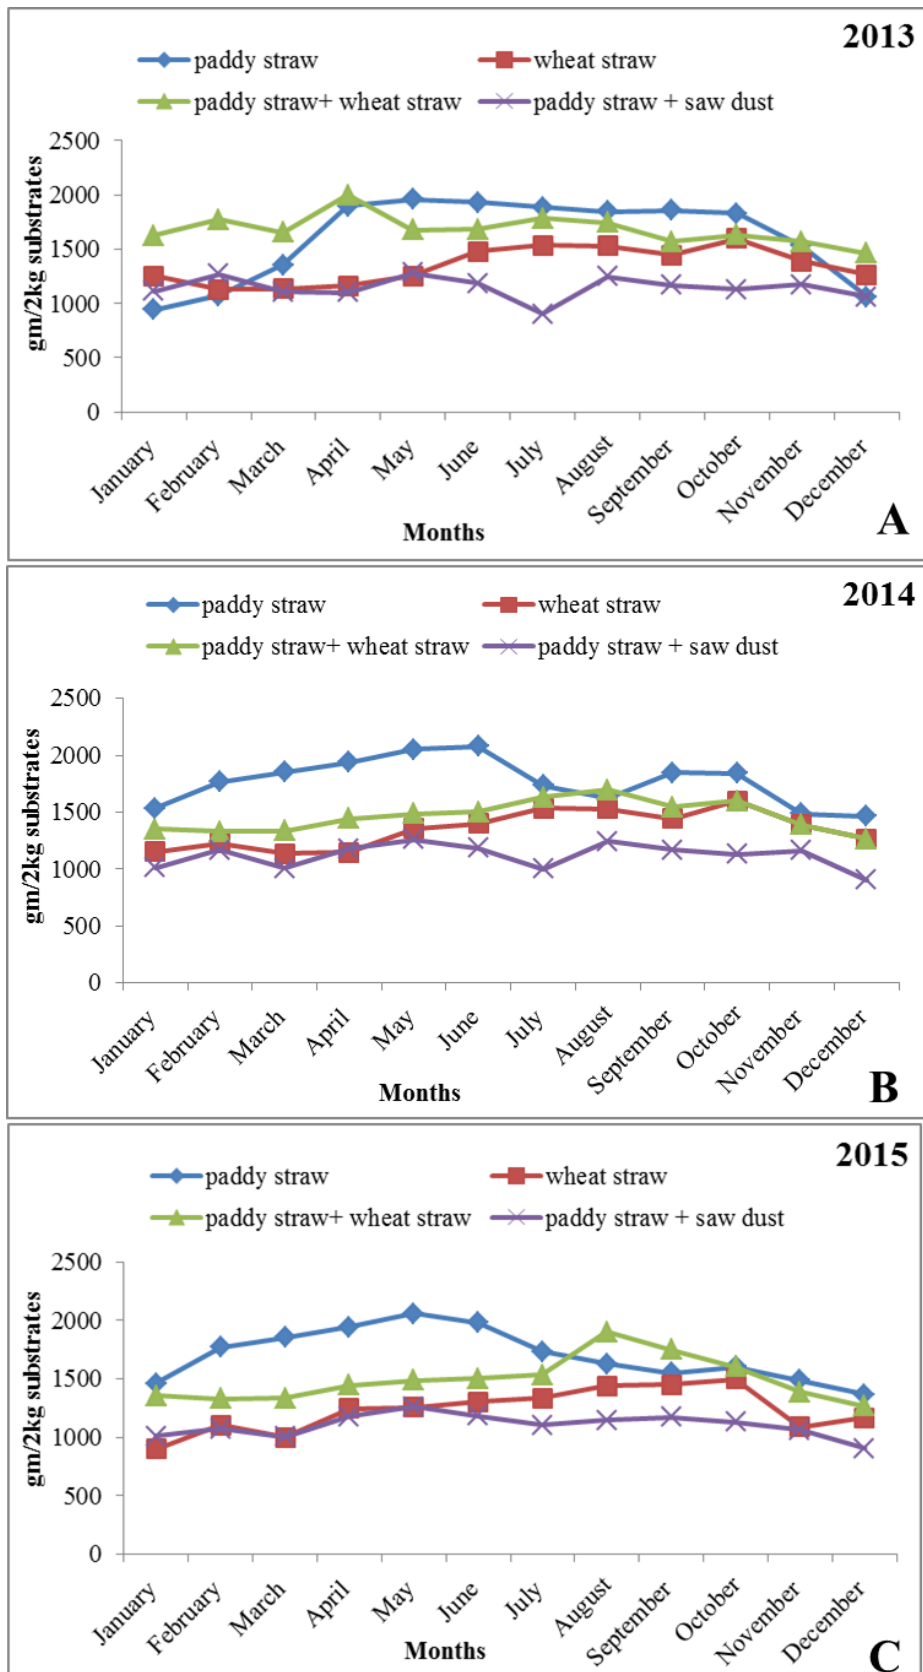 2013
paddy straw
wheat straw
paddy straw+ wheat straw
paddy straw + saw dust
gm/2kg substrates
2500
2000
1500
1000
500
0
January
February
March
April
May
June
July
August
September
October
November
December
Months
A
2014
paddy straw
wheat straw
paddy straw+ wheat straw
paddy straw + saw dust
gm/2kg substrates
2500
2000
1500
1000
500
0
January
February
March
April
May
June
July
August
September
October
November
December
Months
B
2015
paddy straw
wheat straw
paddy straw+ wheat straw
paddy straw + saw dust
gm/2kg substrates
2500
2000
1500
1000
500
0
January
February
March
April
May
June
July
August
September
October
November
December
Months
C